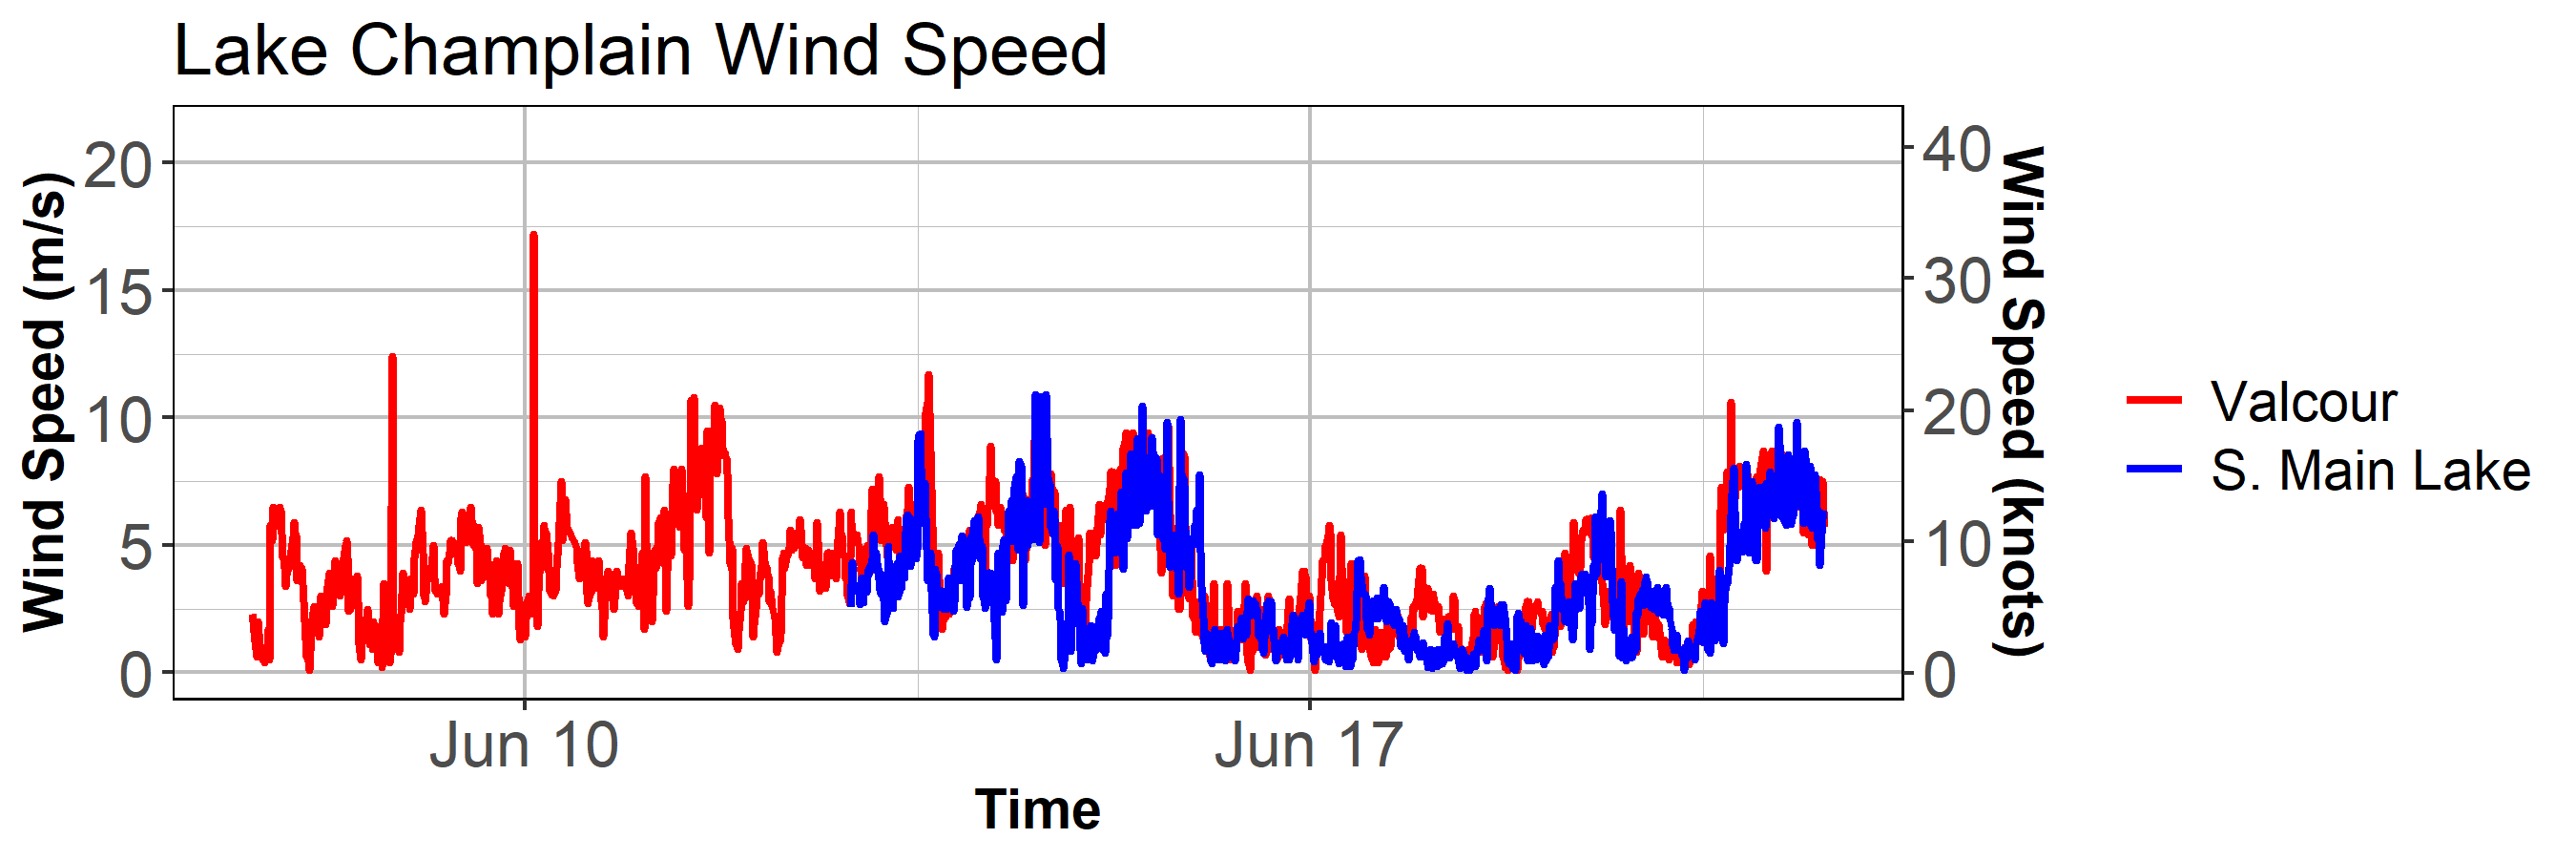 Lake Champlain Wind Speed
Wind Speed (m/s)
20
15
10
5
0
40
30
20
10
0
Wind Speed (knots)
Jun 10
Jun 17
Time
Valcour
S. Main Lake